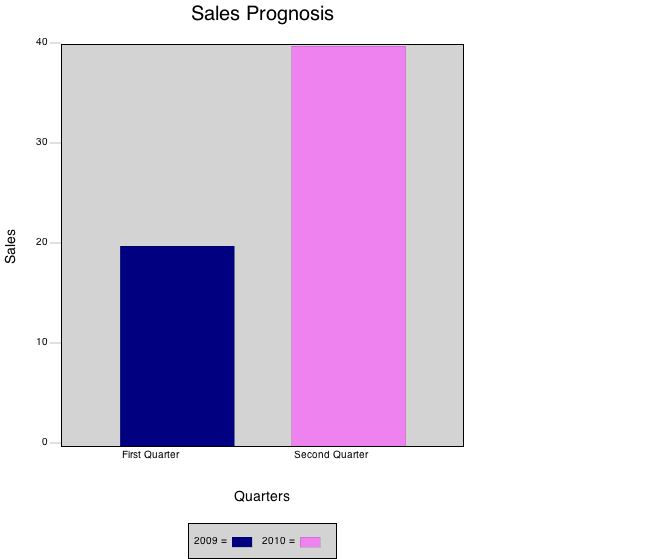 Sales Prognosis
40
30
20
10
0
Sales
First Quarter
Second Quarter
Quarters
2009 =
2010 =